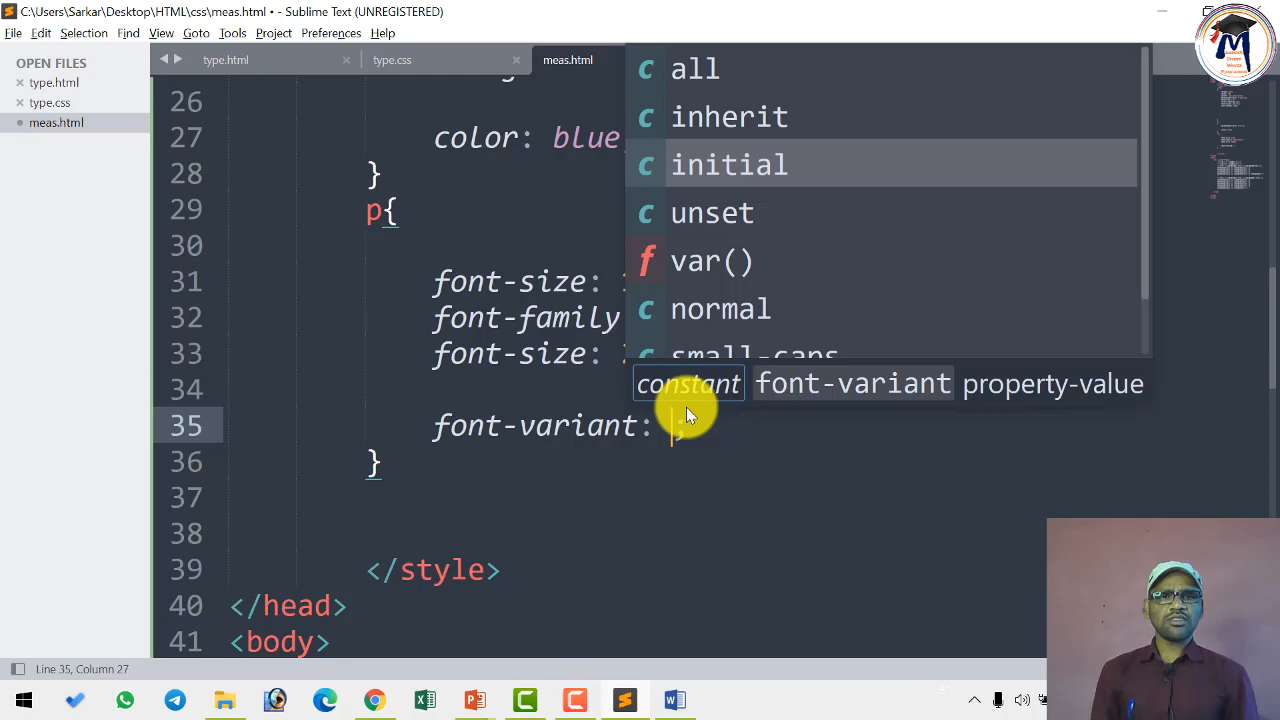 C:\Users\Sarkar\Desktop\HTML\css\meas.html • - Sublime Text (UNREGISTERED)
File Edit Selection Find View Goto Tools Project Preferences Help
OPEN FILES
type.html
type.css
meas.html
type.html
type.css
meas.html
26
27 color: blue
28 }
29 p{
30
31 font-size:
32 font-family
33 font-size:
34
35 font-variant: ;
36 }
37
38
39 </style>
40 </head>
41 <body>
c all
c inherit
c initial
c unset
f var()
c normal
c small-caps
constant font-variant property-value
Line 35, Column 27